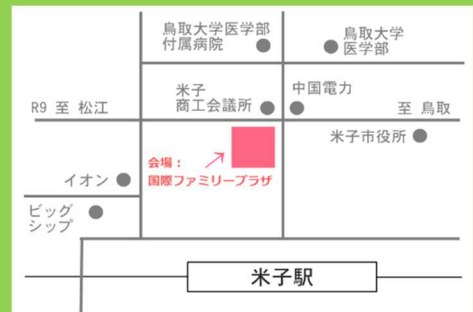 鳥取大学医学部
付属病院
鳥取大学
医学部
米子
商工会議所
中国電力
R9 至 松江
至 鳥取
米子市役所
会場：
国際ファミリープラザ
イオン
ビッグ
シップ
米子駅